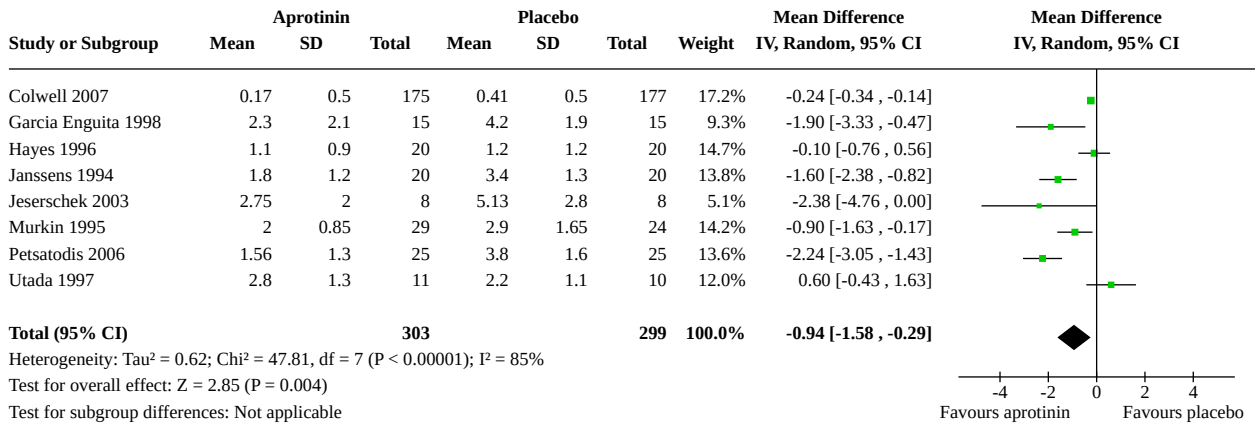 Aprotinin Placebo Mean Difference Mean Difference
Study or Subgroup Mean SD Total Mean SD Total Weight IV, Random, 95% CI IV, Random, 95% CI
Colwell 2007 0.17 0.5 175 0.41 0.5 177 17.2% -0.24 [-0.34 , -0.14]
Garcia Enguita 1998 2.3 2.1 15 4.2 1.9 15 9.3% -1.90 [-3.33 , -0.47]
Hayes 1996 1.1 0.9 20 1.2 1.2 20 14.7% -0.10 [-0.76 , 0.56]
Janssens 1994 1.8 1.2 20 3.4 1.3 20 13.8% -1.60 [-2.38 , -0.82]
Jeserschek 2003 2.75 2 8 5.13 2.8 8 5.1% -2.38 [-4.76 , 0.00]
Murkin 1995 2 0.85 29 2.9 1.65 24 14.2% -0.90 [-1.63 , -0.17]
Petsatodis 2006 1.56 1.3 25 3.8 1.6 25 13.6% -2.24 [-3.05 , -1.43]
Utada 1997 2.8 1.3 11 2.2 1.1 10 12.0% 0.60 [-0.43 , 1.63]
Total (95% CI) 303 299 100.0% -0.94 [-1.58 , -0.29]
Heterogeneity: Tau² = 0.62; Chi² = 47.81, df = 7 (P < 0.00001); I² = 85%
Test for overall effect: Z = 2.85 (P = 0.004)
Test for subgroup differences: Not applicable
-4 -2 0 2 4
Favours aprotinin Favours placebo